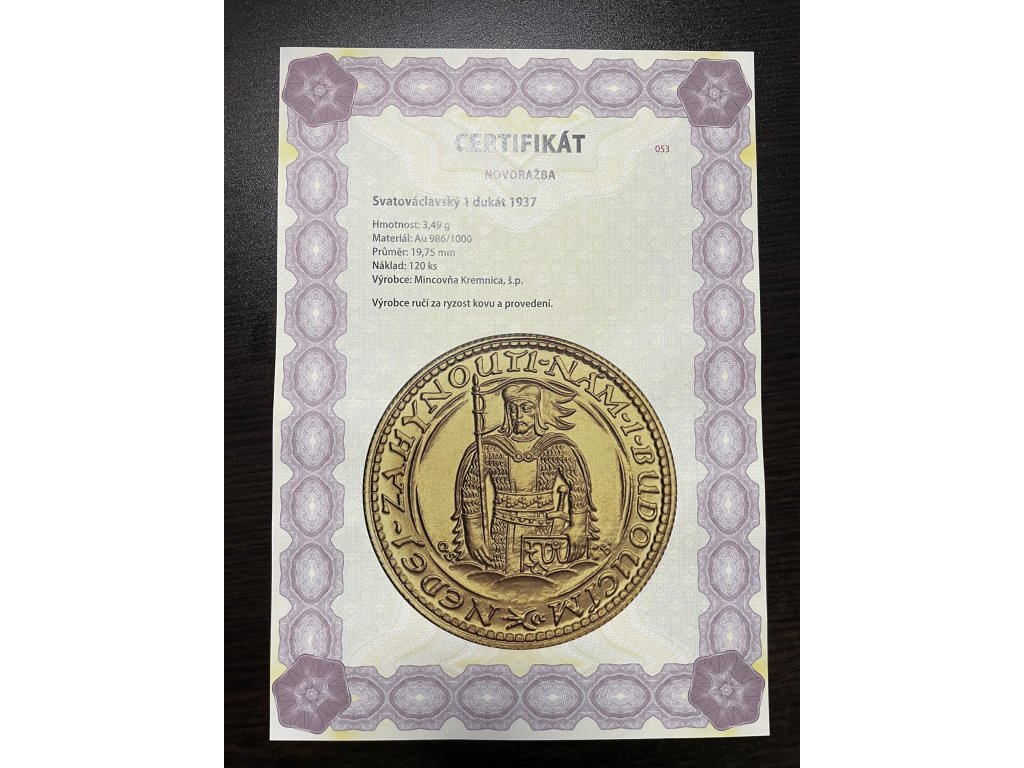 CERTIFIKÁT
053
NOVORAŽBA
Svatováclavský 1 dukát 1937
Hmotnost: 3,49 g
Materiál: Au 986/1000
Průměr: 19,75 mm
Náklad: 120 ks
Výrobce: Mincovňa Kremnica, š.p.
Výrobce ručí za ryzost kovu a provedení.
NEDEJ·ZAHYNOUTI·NÁM·I·BUDOUCÍM